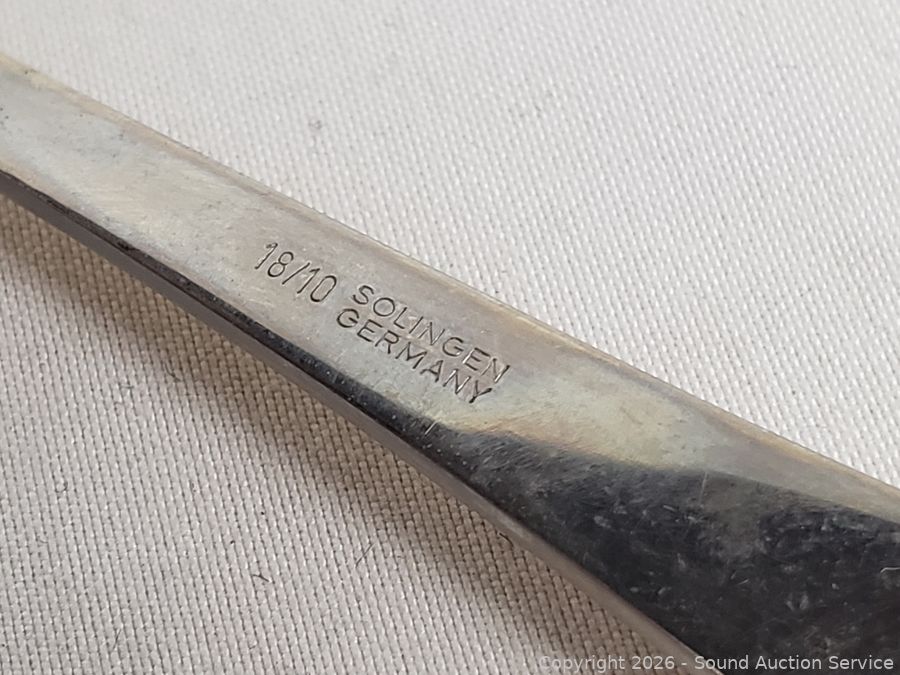 18/10 SOLINGEN
GERMANY
Copyright 2026 - Sound Auction Service